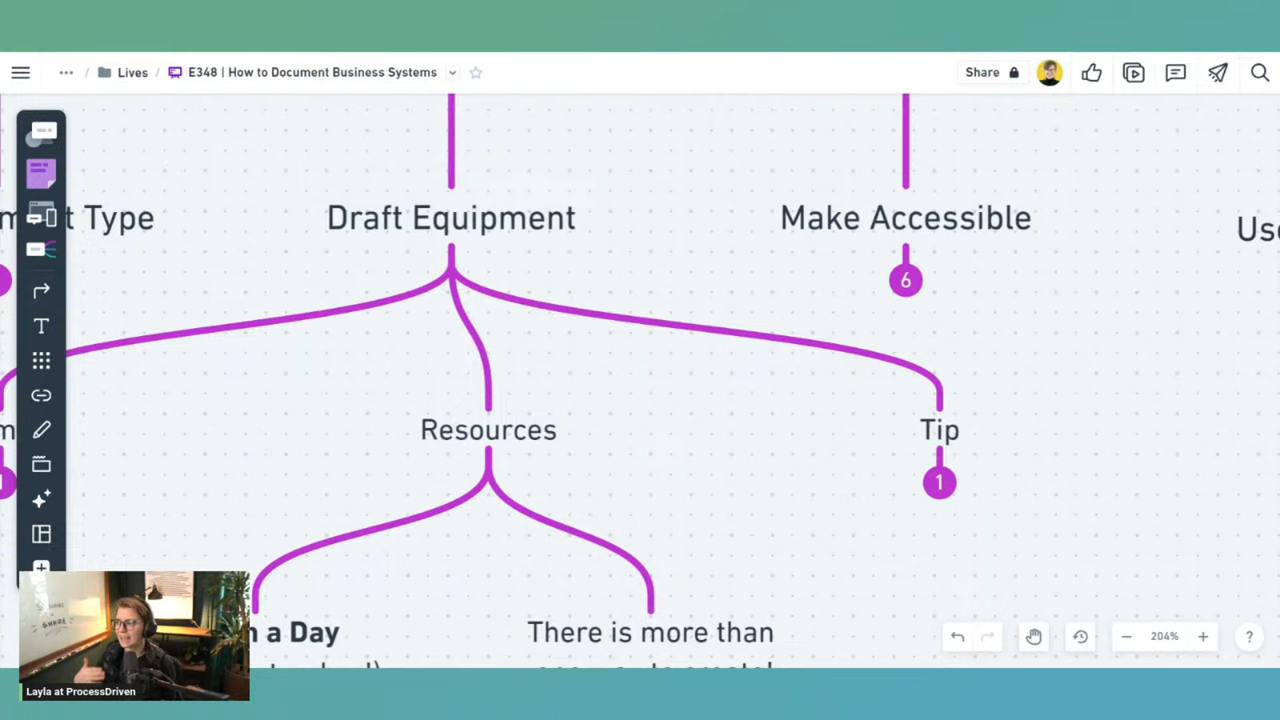 ... / Lives / E348 | How to Document Business Systems
Share
Type
Draft Equipment
Make Accessible
6
Resources
Tip
1
n a Day
There is more than
204%
?
SHARE
Layla at ProcessDriven